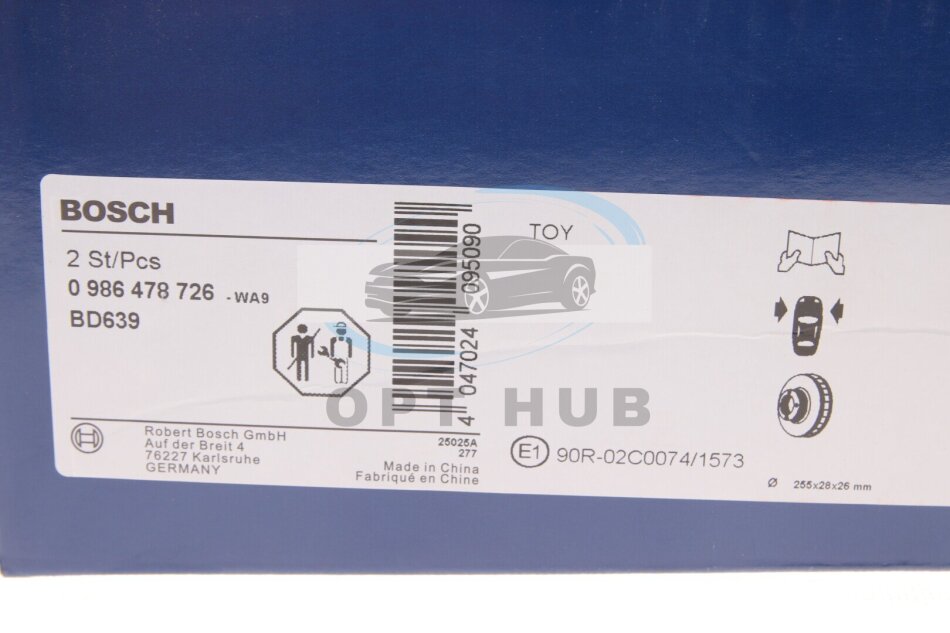 BOSCH
2 St/Pcs
0 986 478 726 -WA9
BD639
4 047024 095090
TOY
OPT HUB
Robert Bosch GmbH
Auf der Breit 4
76227 Karlsruhe
GERMANY
25025A
277
Made in China
Fabriqué en Chine
E1 90R-02C0074/1573
Ø 255x28x26 mm